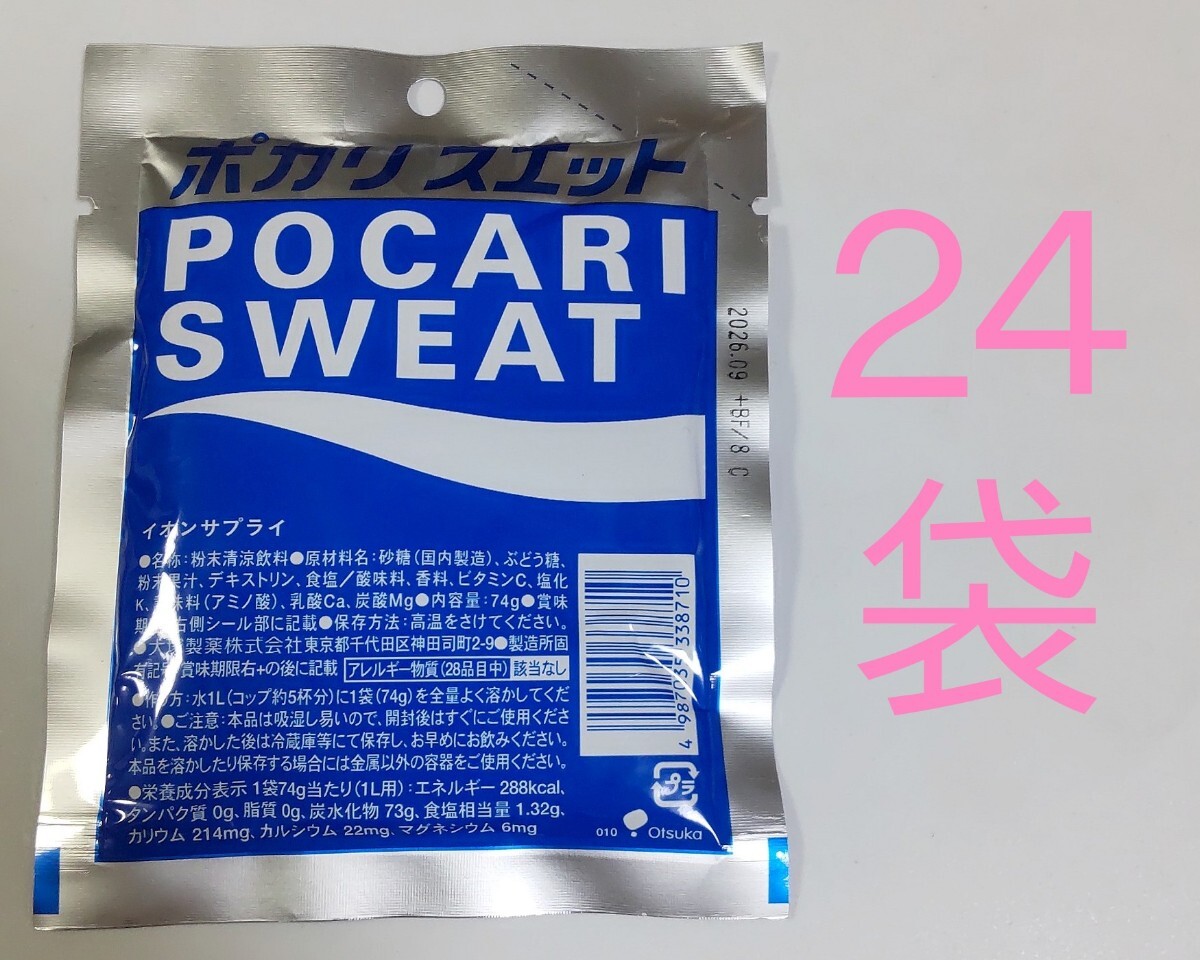 ポカリスエット
POCARI
SWEAT
2026.09 +BF/8 C
イオンサプライ
●名称:粉末清涼飲料●原材料名:砂糖(国内製造)、ぶどう糖、
粉末果汁、デキストリン、食塩/酸味料、香料、ビタミンC、塩化
K、調味料(アミノ酸)、乳酸Ca、炭酸Mg●内容量:74g●賞味
期限:右側シール部に記載●保存方法:高温をさけてください。
●大塚製薬株式会社東京都千代田区神田司町2-9●製造所固
有記号:賞味期限右+の後に記載 アレルギー物質(28品目中) 該当なし
●作り方:水1L(コップ約5杯分)に1袋(74g)を全量よく溶かしてくだ
さい。●ご注意:本品は吸湿し易いので、開封後はすぐにご使用くださ
い。また、溶かした後は冷蔵庫等にて保存し、お早めにお飲みください。
本品を溶かしたり保存する場合には金属以外の容器をご使用ください。
●栄養成分表示 1袋74g当たり(1L用):エネルギー 288kcal、
タンパク質 0g、脂質 0g、炭水化物 73g、食塩相当量 1.32g、
カリウム 214mg、カルシウム 22mg、マグネシウム 6mg
4 987035 338710
プラ
010 Otsuka
24
袋